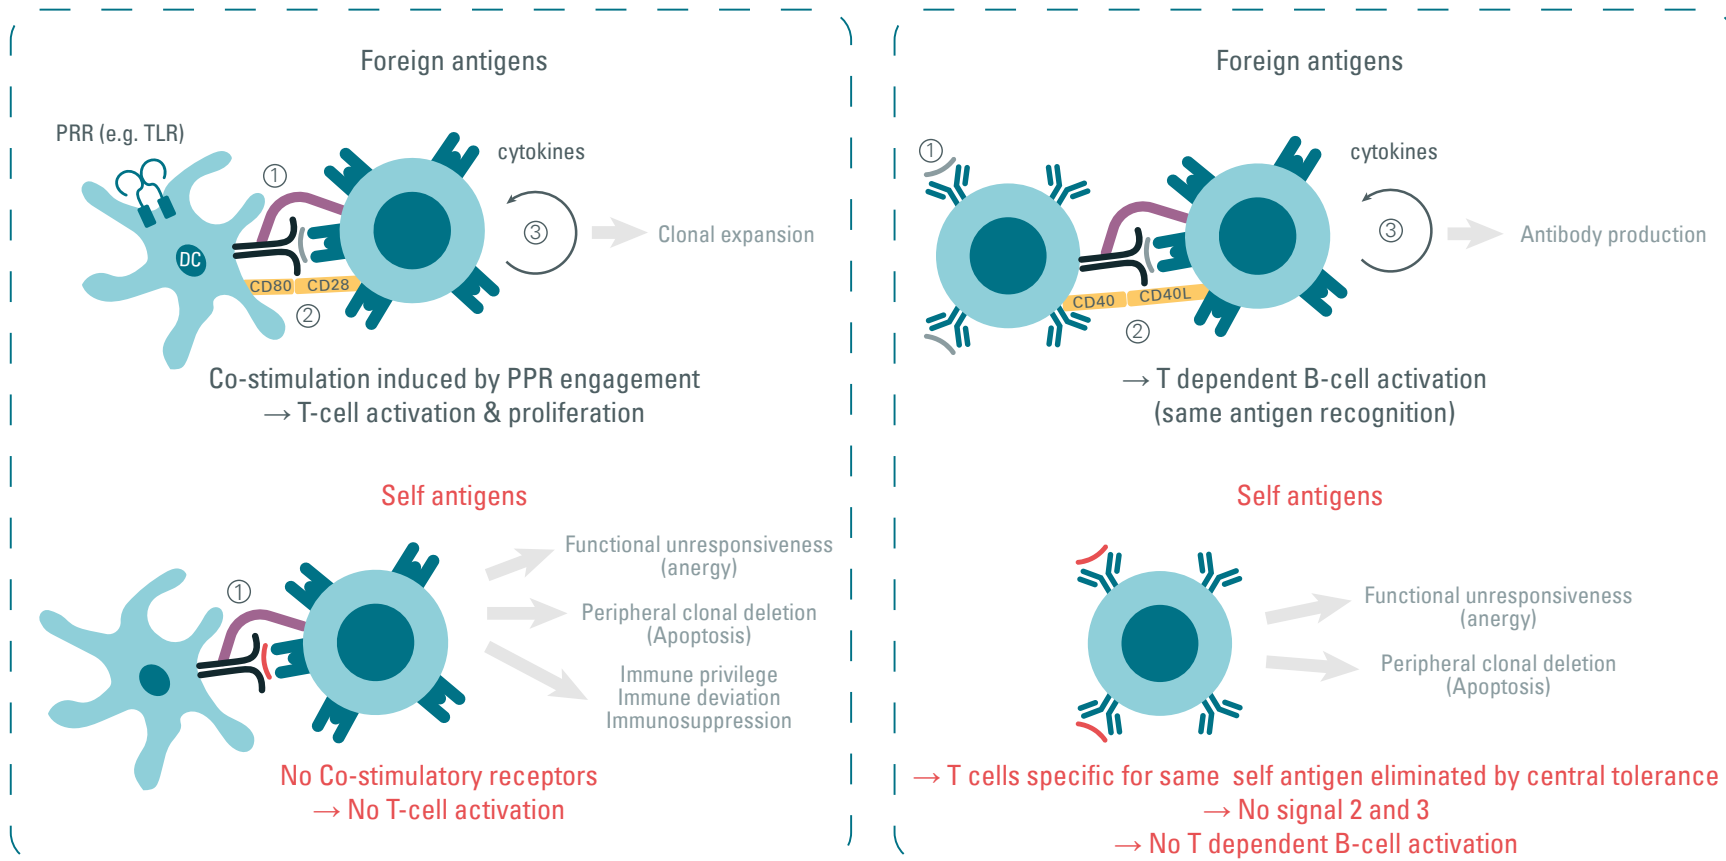 Foreign antigens
PRR (e.g. TLR)
①
cytokines
③
Clonal expansion
DC
CD80
CD28
②
Co-stimulation induced by PPR engagement
→ T-cell activation & proliferation
Self antigens
①
Functional unresponsiveness
(anergy)
Peripheral clonal deletion
(Apoptosis)
Immune privilege
Immune deviation
Immunosuppression
No Co-stimulatory receptors
→ No T-cell activation
Foreign antigens
①
cytokines
③
Antibody production
CD40
CD40L
②
→ T dependent B-cell activation
(same antigen recognition)
Self antigens
Functional unresponsiveness
(anergy)
Peripheral clonal deletion
(Apoptosis)
→ T cells specific for same self antigen eliminated by central tolerance
→ No signal 2 and 3
→ No T dependent B-cell activation